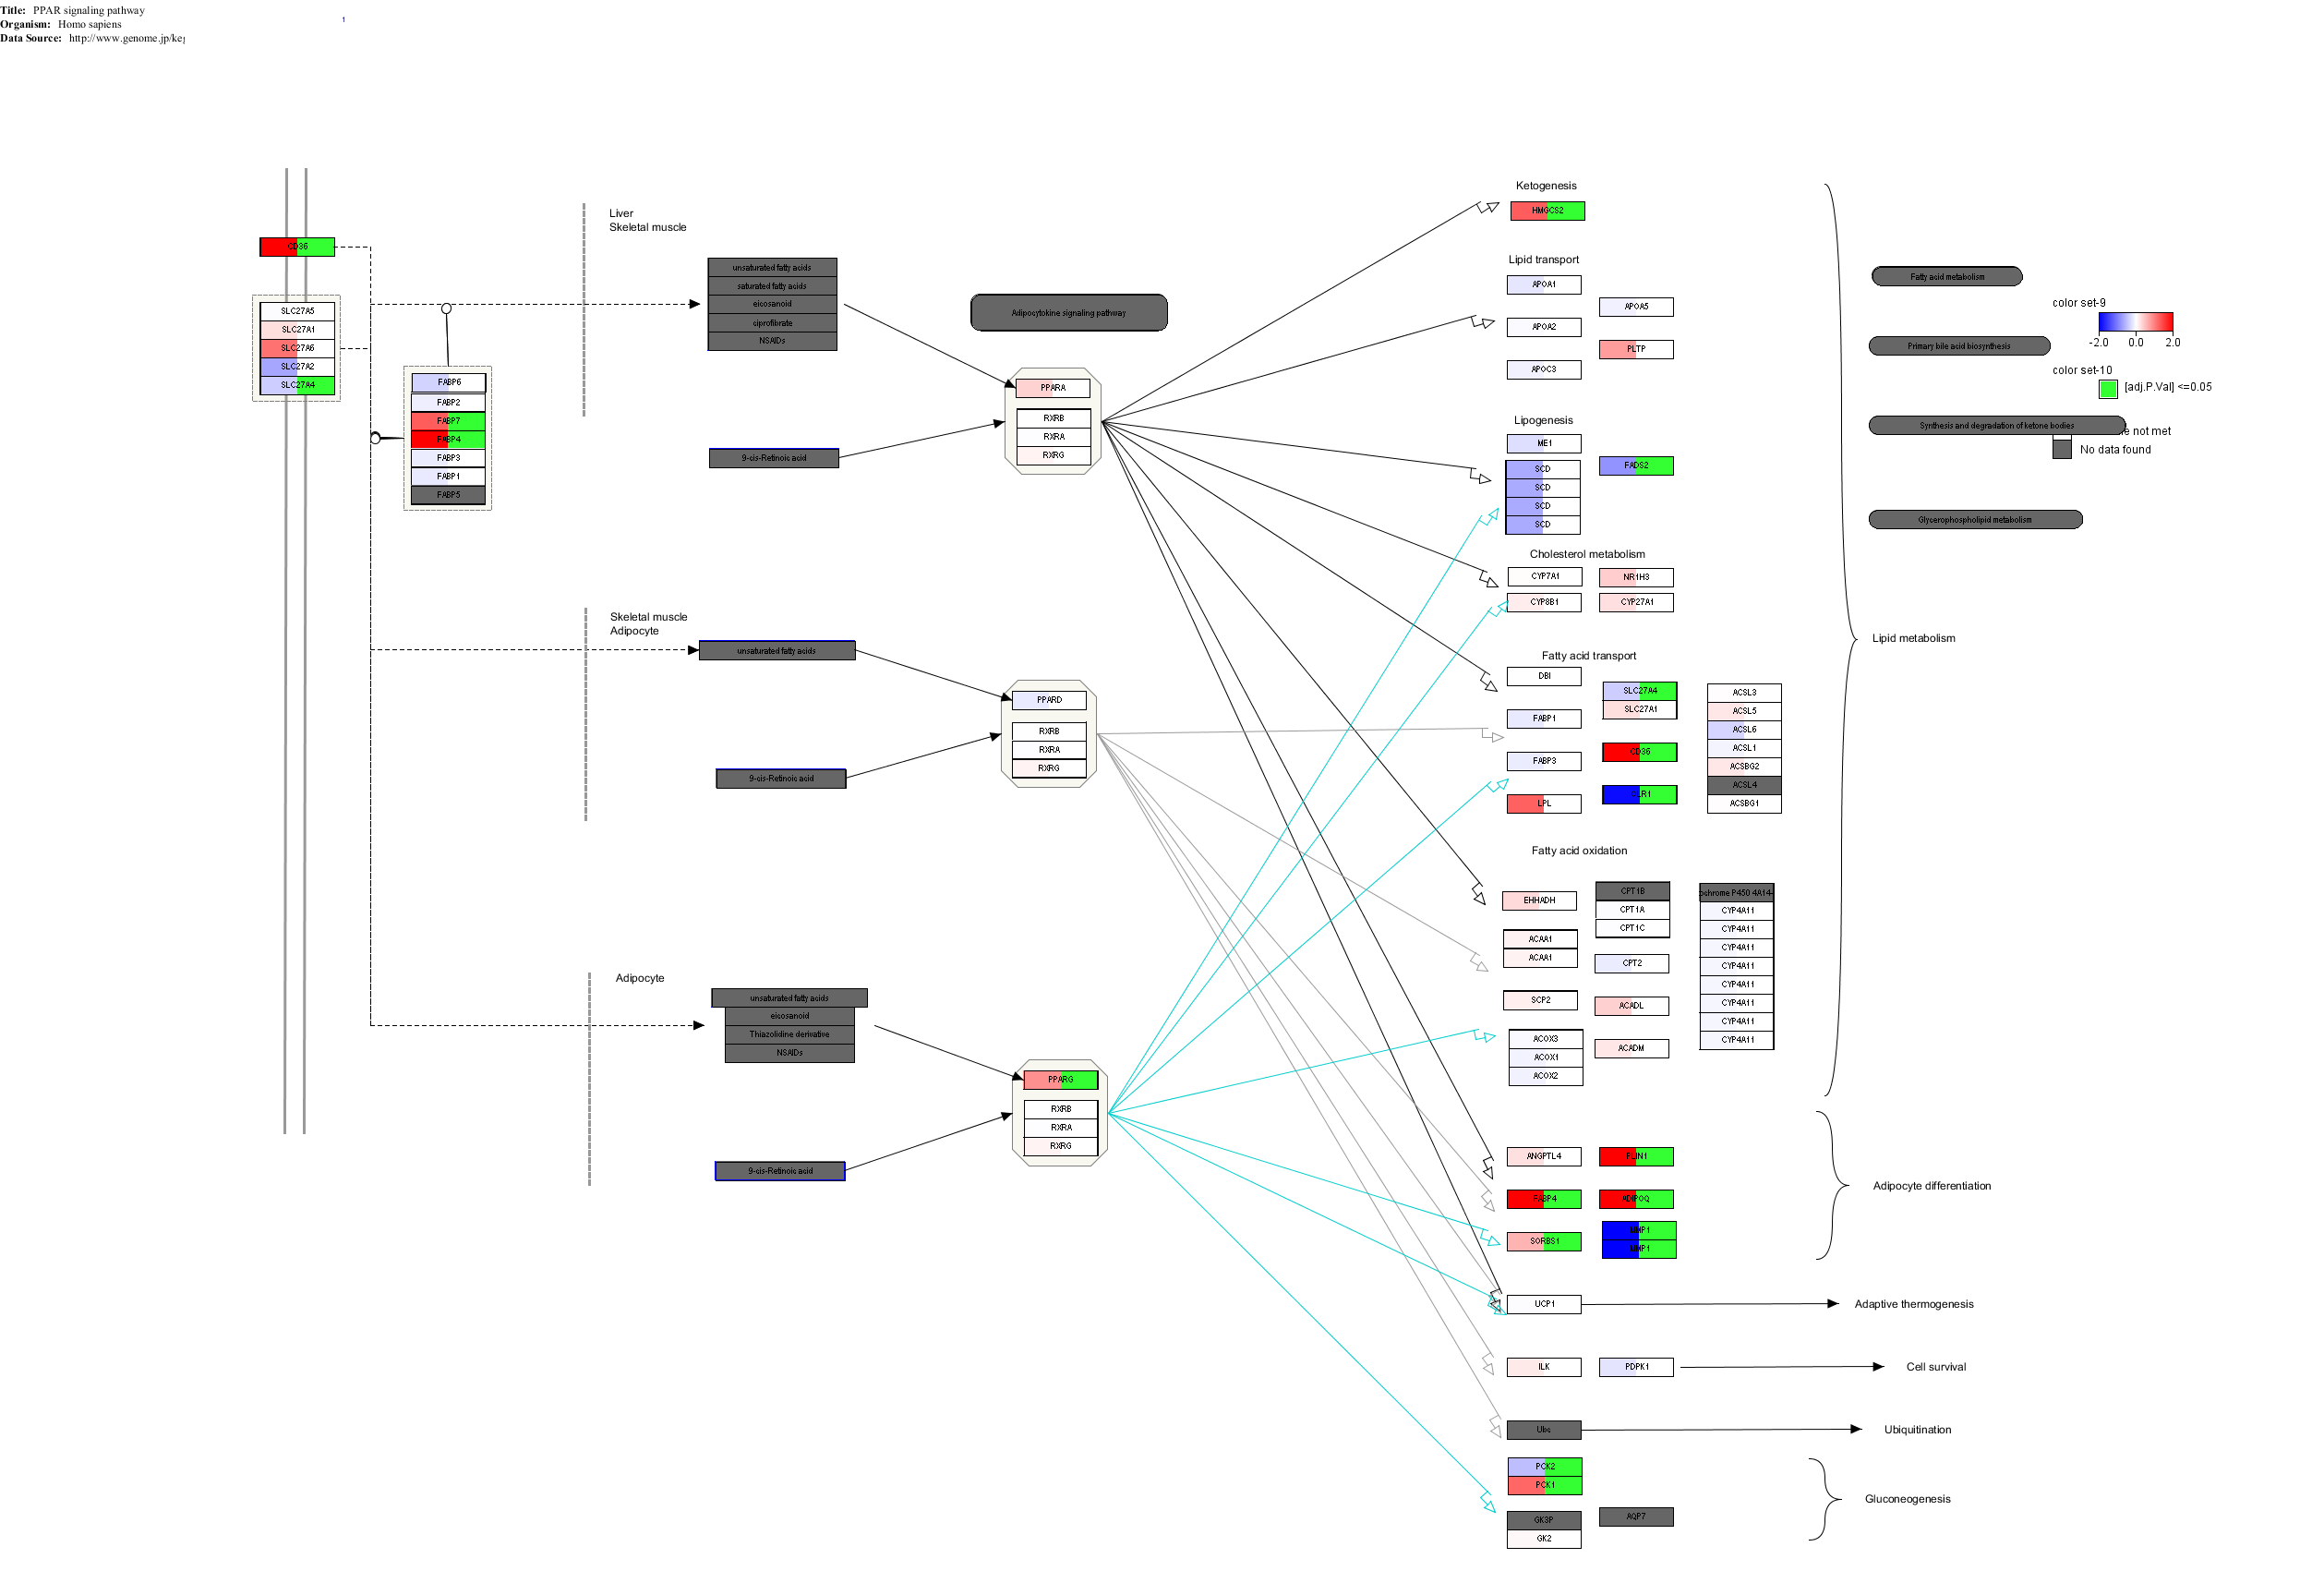 Title: PPAR signaling pathway
1
Organism: Homo sapiens
Data Source: http://www.genome.jp/keg
CD36
SLC27A5
SLC27A1
SLC27A6
SLC27A2
SLC27A4
FABP6
FABP2
FABP7
FABP4
FABP3
FABP1
FABP5
Liver
Skeletal muscle
unsaturated fatty acids
saturated fatty acids
eicosanoid
ciprofibrate
NSAIDs
9-cis-Retinoic acid
Adipocytokine signaling pathway
PPARA
RXRB
RXRA
RXRG
Skeletal muscle
Adipocyte
unsaturated fatty acids
9-cis-Retinoic acid
PPARD
RXRB
RXRA
RXRG
Adipocyte
unsaturated fatty acids
eicosanoid
Thiazolidine derivative
NSAIDs
9-cis-Retinoic acid
PPARG
RXRB
RXRA
RXRG
Ketogenesis
HMGCS2
Lipid transport
APOA1
APOA5
APOA2
PLTP
APOC3
Lipogenesis
ME1
FADS2
SCD
SCD
SCD
SCD
Cholesterol metabolism
CYP7A1
NR1H3
CYP8B1
CYP27A1
Fatty acid transport
DBI
SLC27A4
SLC27A1
FABP1
CD36
FABP3
OLR1
LPL
ACSL3
ACSL5
ACSL6
ACSL1
ACSBG2
ACSL4
ACSBG1
Fatty acid oxidation
EHHADH
CPT1B
CPT1A
CPT1C
ACAA1
ACAA1
CPT2
SCP2
ACADL
ACOX3
ACOX1
ACOX2
ACADM
ochrome P450 4A14-
CYP4A11
CYP4A11
CYP4A11
CYP4A11
CYP4A11
CYP4A11
CYP4A11
CYP4A11
ANGPTL4
PLIN1
FABP4
ADIPOQ
SORBS1
MMP1
MMP1
UCP1
ILK
PDPK1
Ubc
PCK2
PCK1
GK3P
GK2
AQP7
Lipid metabolism
Adipocyte differentiation
Adaptive thermogenesis
Cell survival
Ubiquitination
Gluconeogenesis
Fatty acid metabolism
Primary bile acid biosynthesis
Synthesis and degradation of ketone bodies
Glycerophospholipid metabolism
color set-9
-2.0 0.0 2.0
color set-10
[adj.P.Val] <=0.05
e not met
No data found